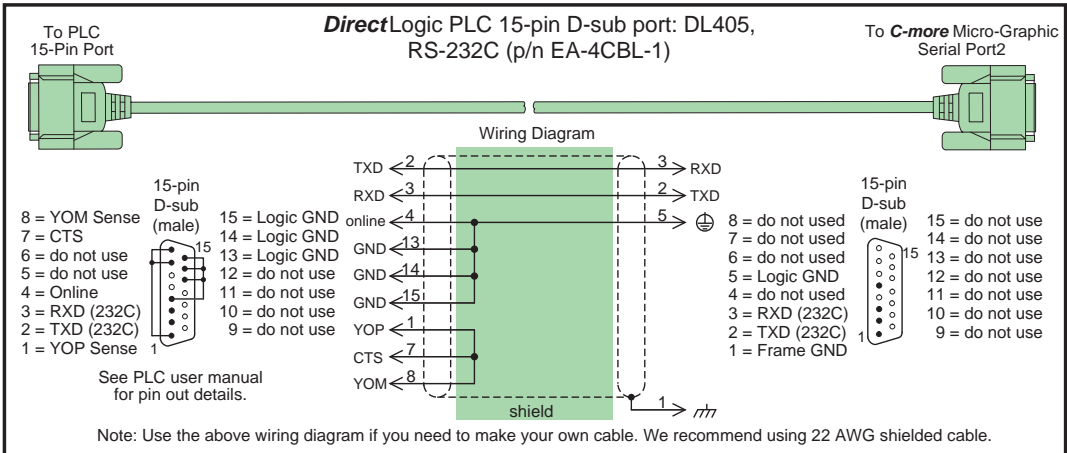 DirectLogic PLC 15-pin D-sub port: DL405,
RS-232C (p/n EA-4CBL-1)
To PLC
15-Pin Port
To C-more Micro-Graphic
Serial Port2
Wiring Diagram
TXD 2 3 RXD
RXD 3 2 TXD
online 4 5
GND 13
GND 14
GND 15
YOP 1
CTS 7
YOM 8
shield
1
15-pin
D-sub
(male)
15
1
8 = YOM Sense
7 = CTS
6 = do not use
5 = do not use
4 = Online
3 = RXD (232C)
2 = TXD (232C)
1 = YOP Sense
15 = Logic GND
14 = Logic GND
13 = Logic GND
12 = do not use
11 = do not use
10 = do not use
9 = do not use
See PLC user manual
for pin out details.
15-pin
D-sub
(male)
15
1
8 = do not used
7 = do not used
6 = do not used
5 = Logic GND
4 = do not used
3 = RXD (232C)
2 = TXD (232C)
1 = Frame GND
15 = do not use
14 = do not use
13 = do not use
12 = do not use
11 = do not use
10 = do not use
9 = do not use
Note: Use the above wiring diagram if you need to make your own cable. We recommend using 22 AWG shielded cable.